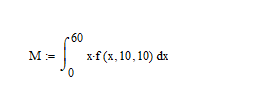 M := ∫₀⁶⁰ x·f(x, 10, 10) dx